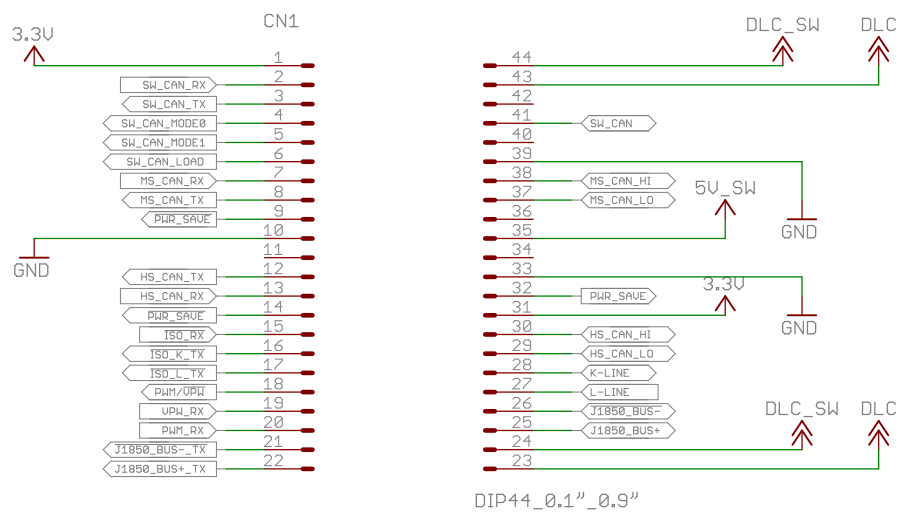 CN1
DLC_SW
DLC
3.3V
1
44
SW_CAN_RX
2
43
SW_CAN_TX
3
42
SW_CAN_MODE0
4
41
SW_CAN
SW_CAN_MODE1
5
40
SW_CAN_LOAD
6
39
MS_CAN_RX
7
38
MS_CAN_HI
5V_SW
MS_CAN_TX
8
37
MS_CAN_LO
PWR_SAVE
9
36
GND
10
35
GND
11
34
HS_CAN_TX
12
33
3.3V
HS_CAN_RX
13
32
PWR_SAVE
PWR_SAVE
14
31
GND
ISO_RX
15
30
HS_CAN_HI
ISO_K_TX
16
29
HS_CAN_LO
ISO_L_TX
17
28
K-LINE
PWM/VPW
18
27
L-LINE
VPW_RX
19
26
J1850_BUS-
DLC_SW
DLC
PWM_RX
20
25
J1850_BUS+
J1850_BUS-_TX
21
24
J1850_BUS+_TX
22
23
DIP44_0.1”_0.9”